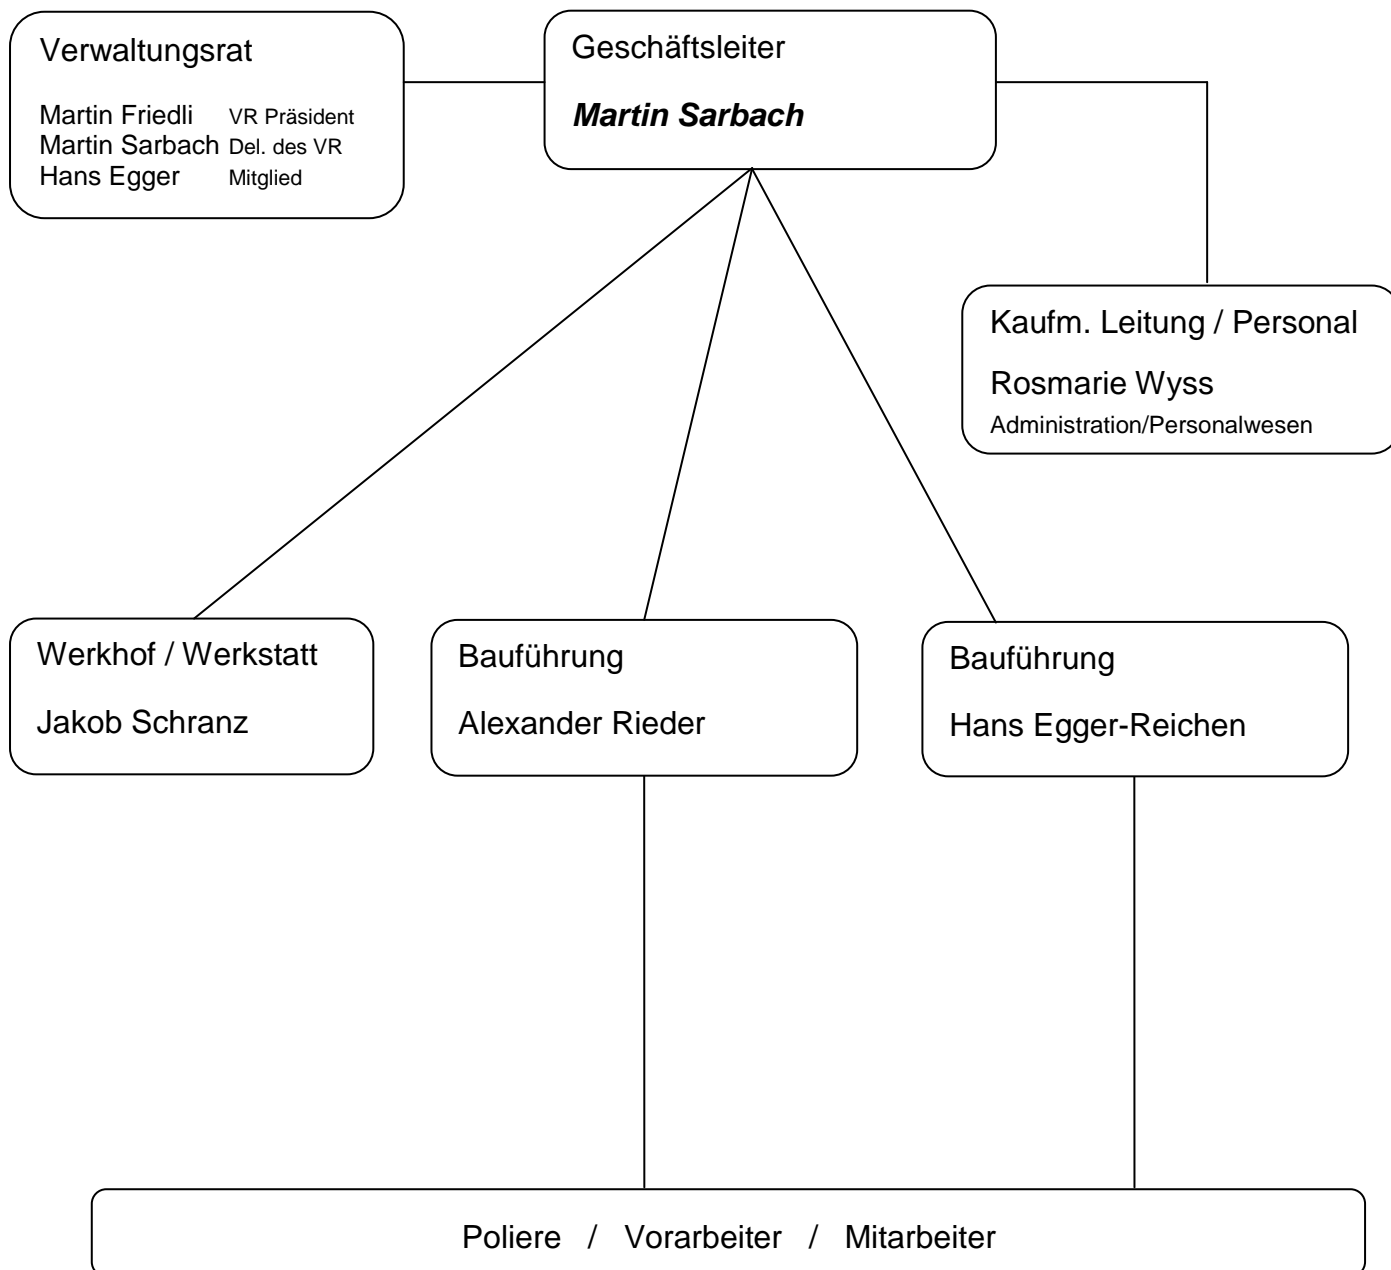 Verwaltungsrat
Martin Friedli VR Präsident
Martin Sarbach Del. des VR
Hans Egger Mitglied
Geschäftsleiter
Martin Sarbach
Kaufm. Leitung / Personal
Rosmarie Wyss
Administration/Personalwesen
Werkhof / Werkstatt
Jakob Schranz
Bauführung
Alexander Rieder
Bauführung
Hans Egger-Reichen
Poliere / Vorarbeiter / Mitarbeiter